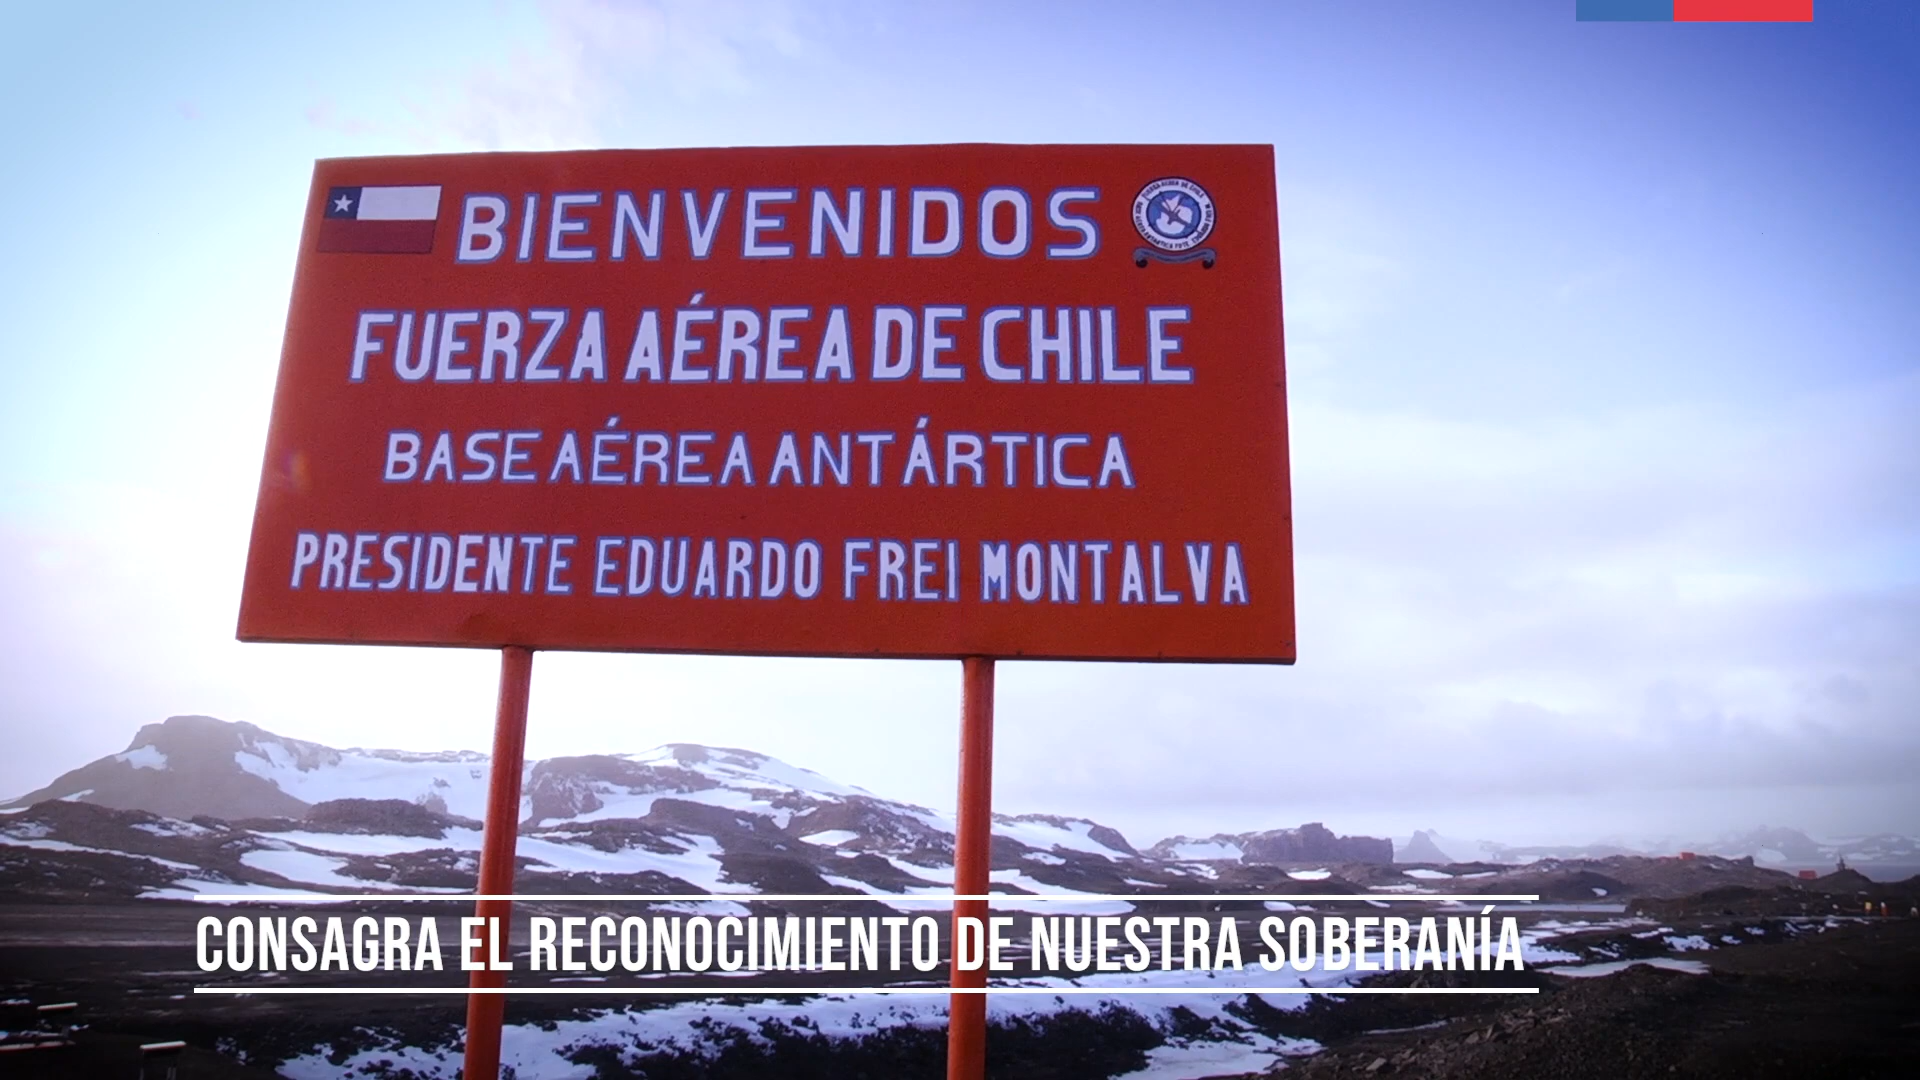 BIENVENIDOS
FUERZA AÉREA DE CHILE
BASE AÉREA ANTÁRTICA
PRESIDENTE EDUARDO FREI MONTALVA
CONSAGRA EL RECONOCIMIENTO DE NUESTRA SOBERANÍA